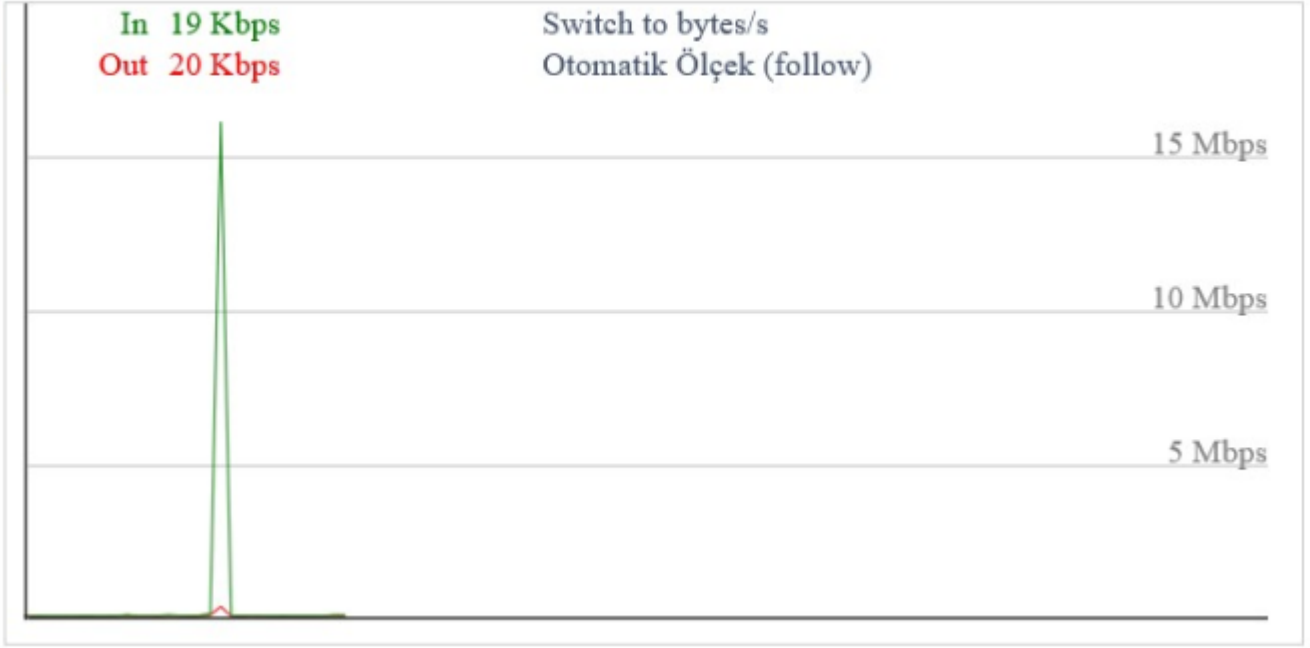 In 19 Kbps Switch to bytes/s
Out 20 Kbps Otomatik Ölçek (follow)
15 Mbps
10 Mbps
5 Mbps